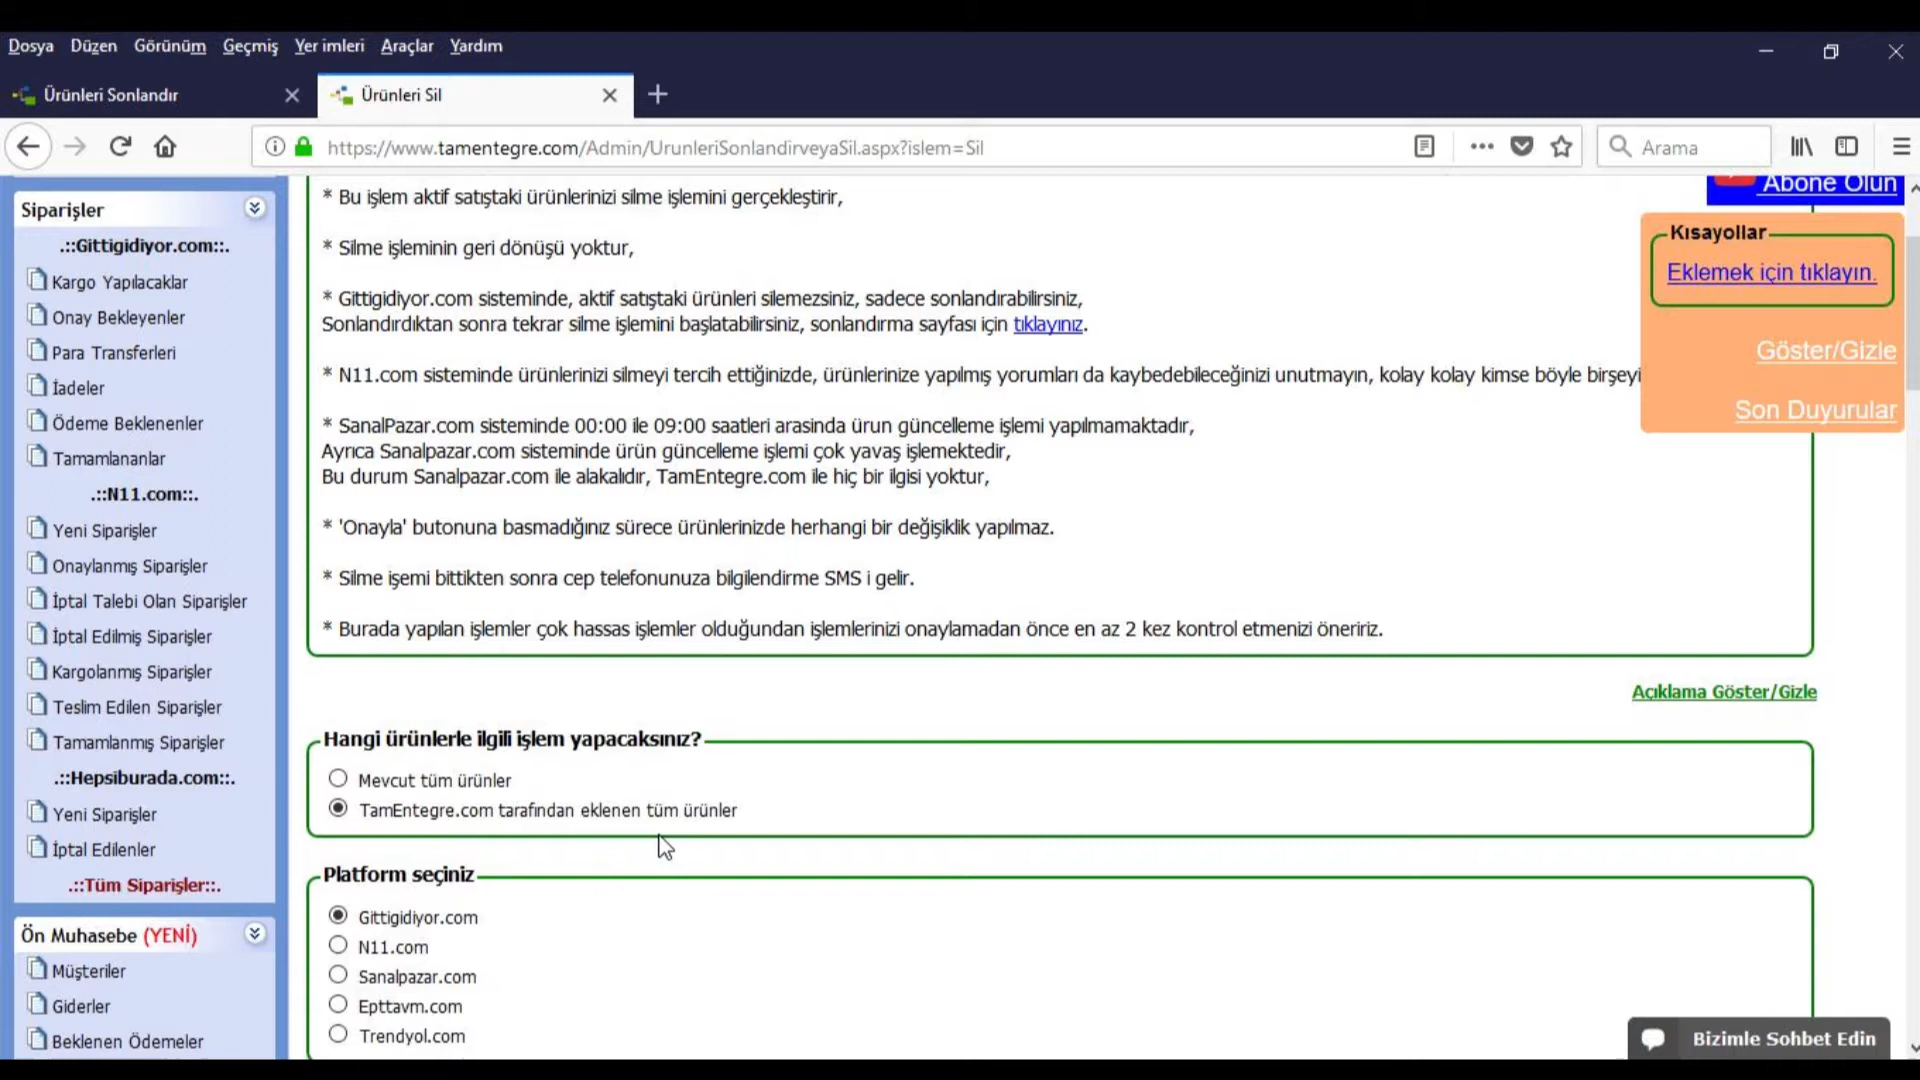 Dosya Düzen Görünüm Geçmiş Yer imleri Araçlar Yardım
Ürünleri Sonlandır
Ürünleri Sil
https://www.tamentegre.com/Admin/UrunleriSonlandirveyaSil.aspx?islem=Sil
Arama
Siparişler
.::Gittigidiyor.com::.
Kargo Yapılacaklar
Onay Bekleyenler
Para Transferleri
İadeler
Ödeme Beklenenler
Tamamlananlar
.::N11.com::.
Yeni Siparişler
Onaylanmış Siparişler
İptal Talebi Olan Siparişler
İptal Edilmiş Siparişler
Kargolanmış Siparişler
Teslim Edilen Siparişler
Tamamlanmış Siparişler
.::Hepsiburada.com::.
Yeni Siparişler
İptal Edilenler
.::Tüm Siparişler::.
Ön Muhasebe (YENİ)
Müşteriler
Giderler
Beklenen Ödemeler
* Bu işlem aktif satıştaki ürünlerinizi silme işlemini gerçekleştirir,
* Silme işleminin geri dönüşü yoktur,
* Gittigidiyor.com sisteminde, aktif satıştaki ürünleri silemezsiniz, sadece sonlandırabilirsiniz,
Sonlandırdıktan sonra tekrar silme işlemini başlatabilirsiniz, sonlandırma sayfası için tıklayınız.
* N11.com sisteminde ürünlerinizi silmeyi tercih ettiğinizde, ürünlerinize yapılmış yorumları da kaybedebileceğinizi unutmayın, kolay kolay kimse böyle birşeyi
* SanalPazar.com sisteminde 00:00 ile 09:00 saatleri arasında ürun güncelleme işlemi yapılmamaktadır,
Ayrıca Sanalpazar.com sisteminde ürün güncelleme işlemi çok yavaş işlemektedir,
Bu durum Sanalpazar.com ile alakalıdır, TamEntegre.com ile hiç bir ilgisi yoktur,
* 'Onayla' butonuna basmadığınız sürece ürünlerinizde herhangi bir değişiklik yapılmaz.
* Silme işemi bittikten sonra cep telefonunuza bilgilendirme SMS i gelir.
* Burada yapılan işlemler çok hassas işlemler olduğundan işlemlerinizi onaylamadan önce en az 2 kez kontrol etmenizi öneririz.
Açıklama Göster/Gizle
Hangi ürünlerle ilgili işlem yapacaksınız?
Mevcut tüm ürünler
TamEntegre.com tarafından eklenen tüm ürünler
Platform seçiniz
Gittigidiyor.com
N11.com
Sanalpazar.com
Epttavm.com
Trendyol.com
Abone Olun
Kısayollar
Eklemek için tıklayın.
Göster/Gizle
Son Duyurular
Bizimle Sohbet Edin